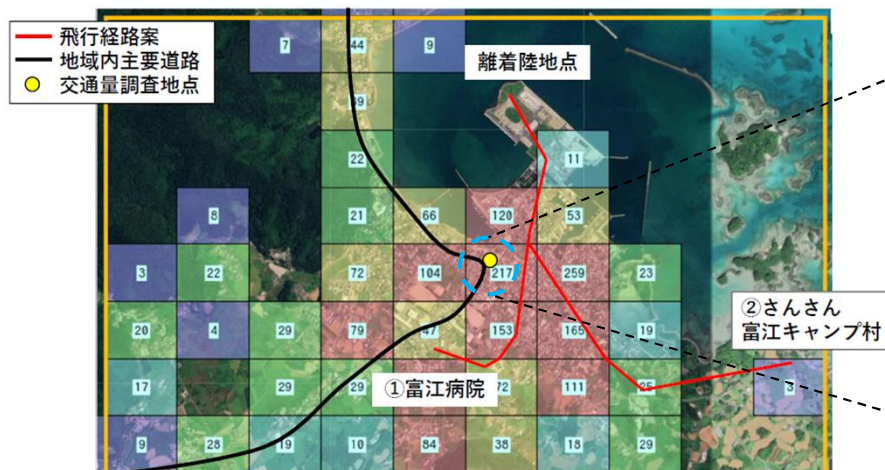 飛行経路案
地域内主要道路
交通量調査地点
離着陸地点
7 44 9
69
22 11
8 21 66 120 53
3 22 72 104 217 259 23
②さんさん
富江キャンプ村
20 4 29 79 47 153 165 19
17 29 29 72 111 25 3
①富江病院
9 28 19 10 84 38 18 29